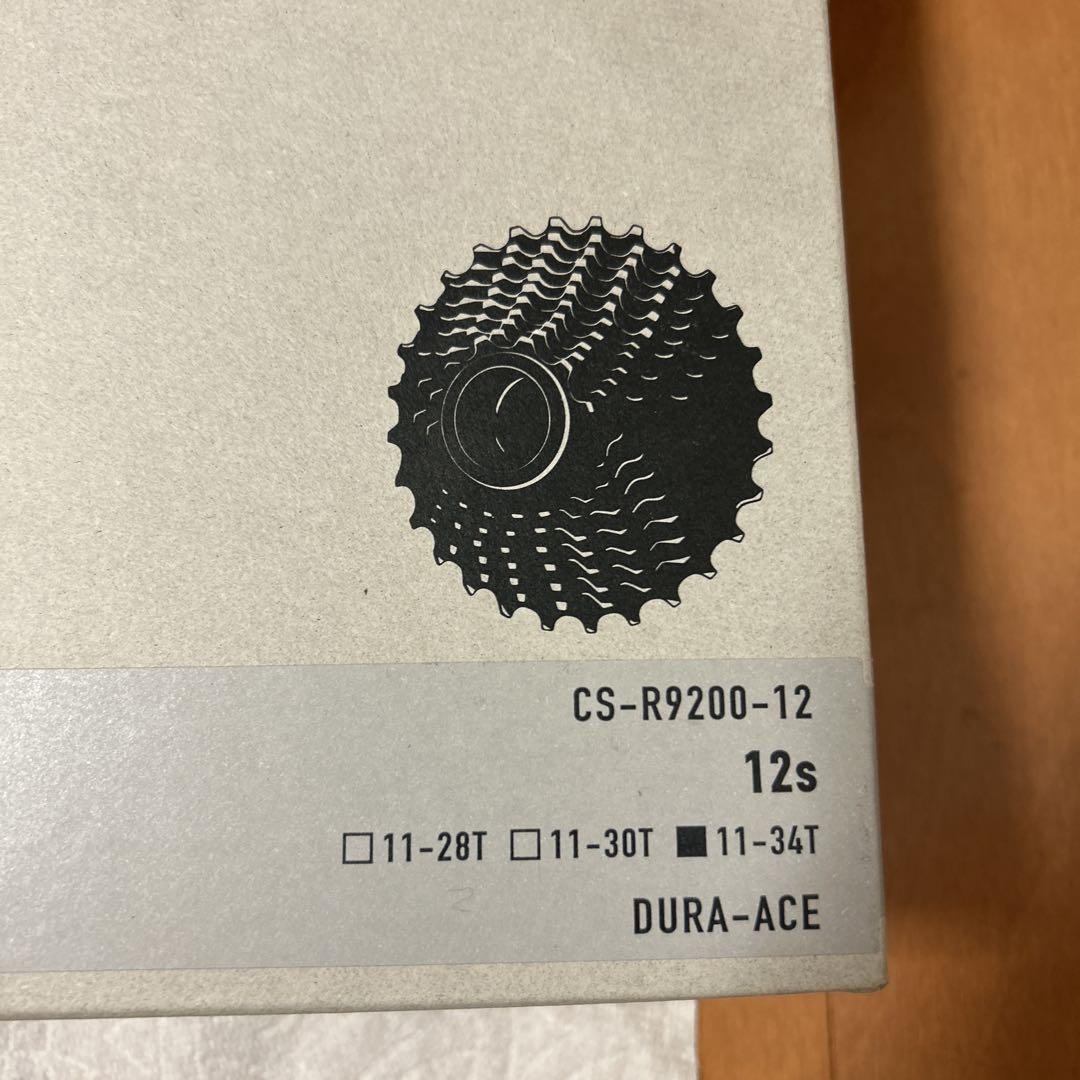 CS-R9200-12
12s
□11-28T □11-30T ■11-34T
DURA-ACE